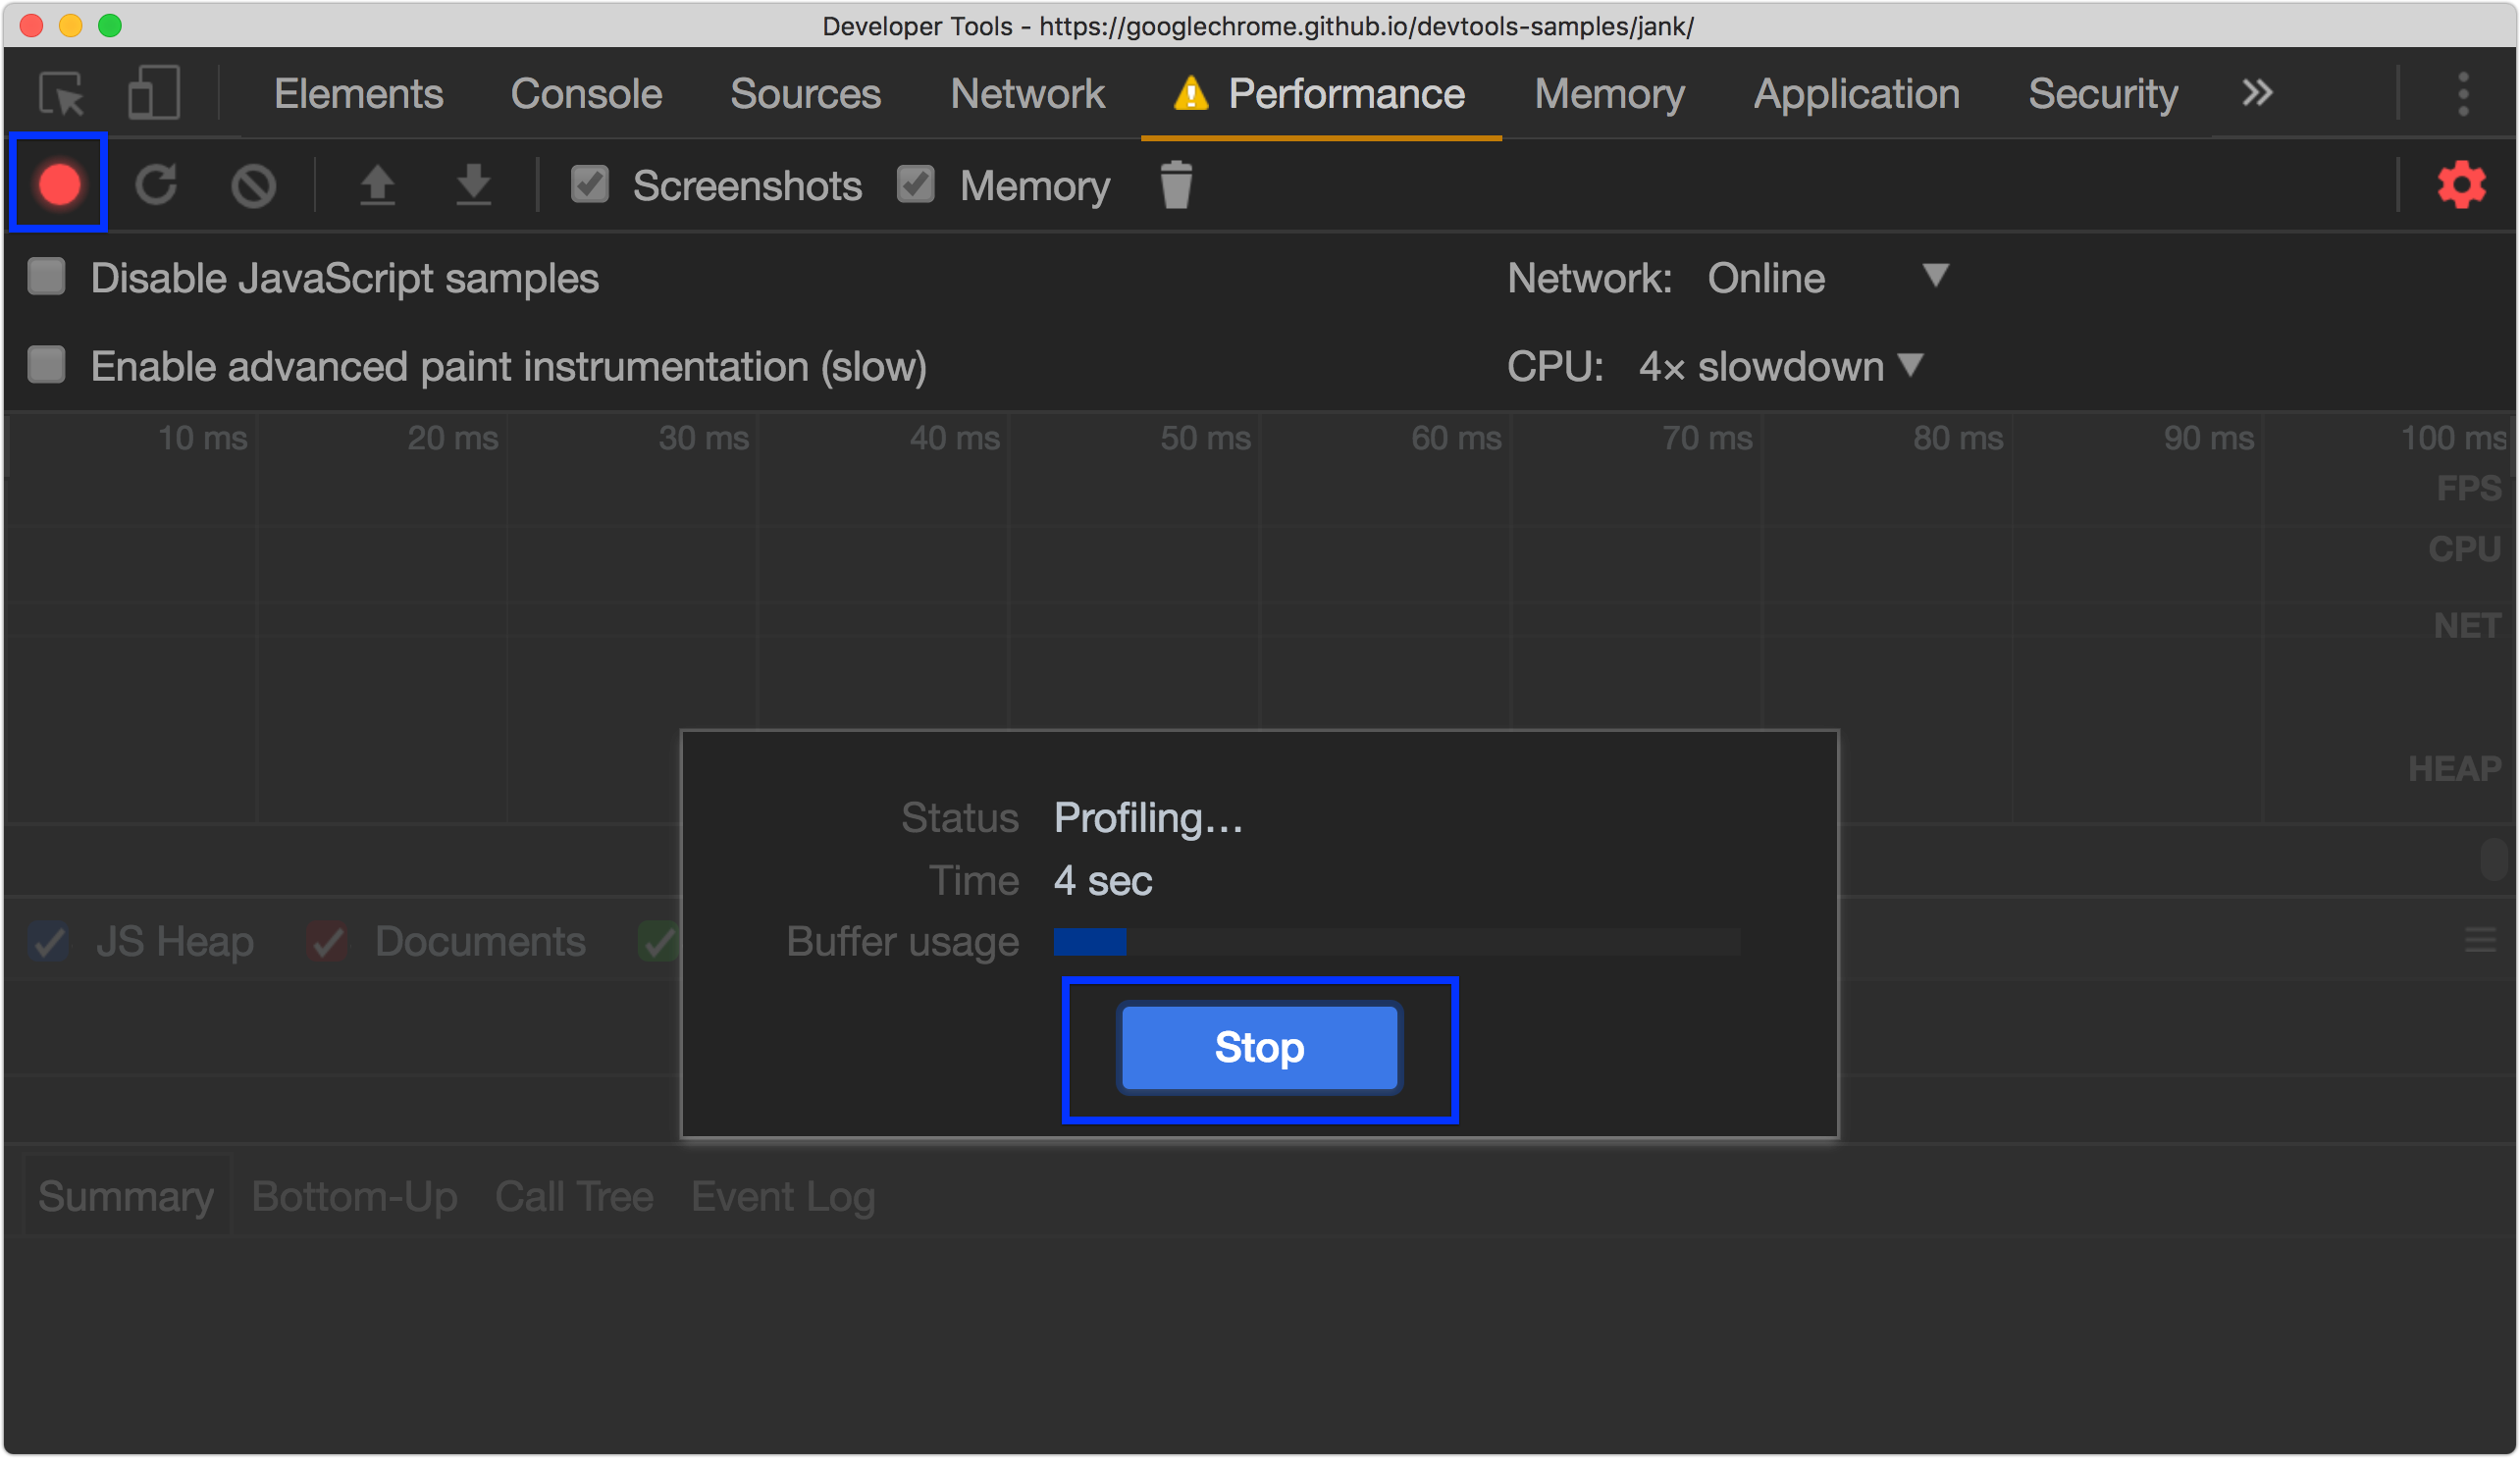 Developer Tools - https://googlechrome.github.io/devtools-samples/jank/
Elements Console Sources Network Performance Memory Application Security »
Screenshots Memory
Disable JavaScript samples Network: Online
Enable advanced paint instrumentation (slow) CPU: 4× slowdown
10 ms 20 ms 30 ms 40 ms 50 ms 60 ms 70 ms 80 ms 90 ms 100 ms
FPS
CPU
NET
HEAP
Status Profiling…
Time 4 sec
JS Heap Documents Buffer usage
Stop
Summary Bottom-Up Call Tree Event Log